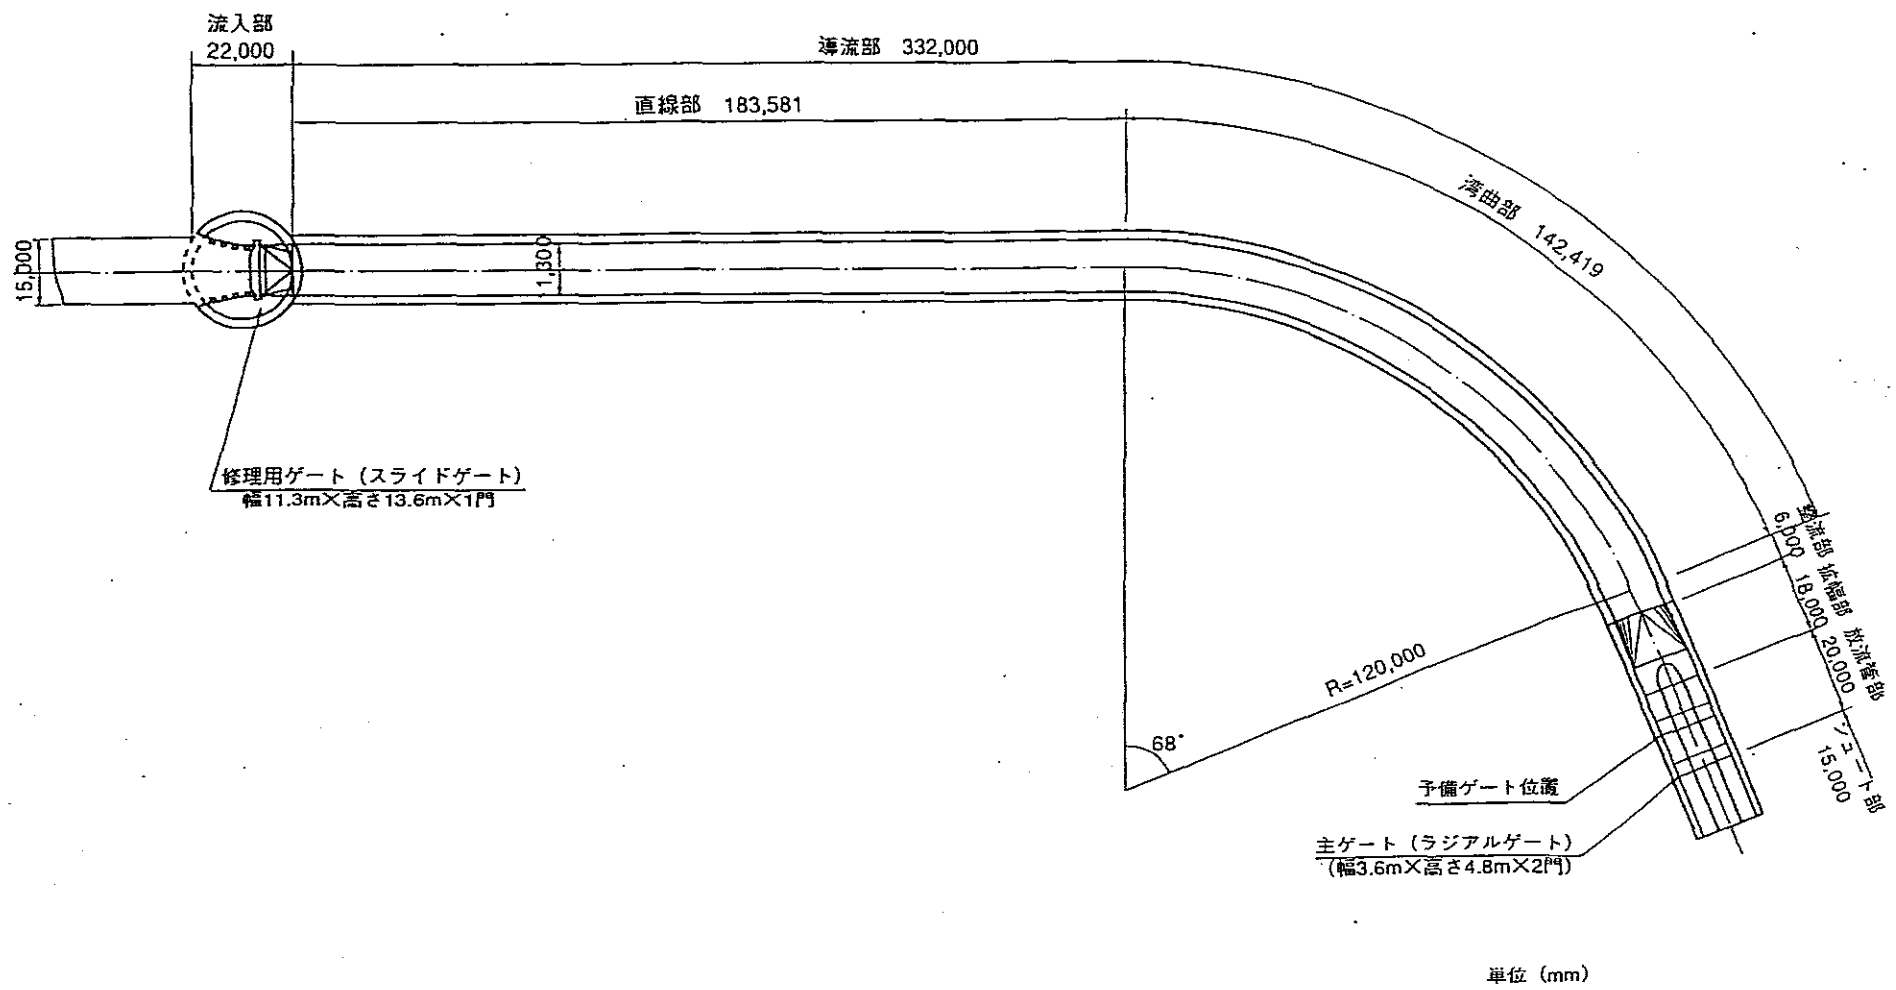 流入部
22,000
導流部 332,000
直線部 183,581
湾曲部 142,419
15,000
1,300
修理用ゲート (スライドゲート)
幅11.3m×高さ13.6m×1門
整流部
6,000
拡幅部
18,000
放流管部
20,000
シュート部
15,000
R=120,000
68°
予備ゲート位置
主ゲート (ラジアルゲート)
(幅3.6m×高さ4.8m×2門)
単位 (mm)